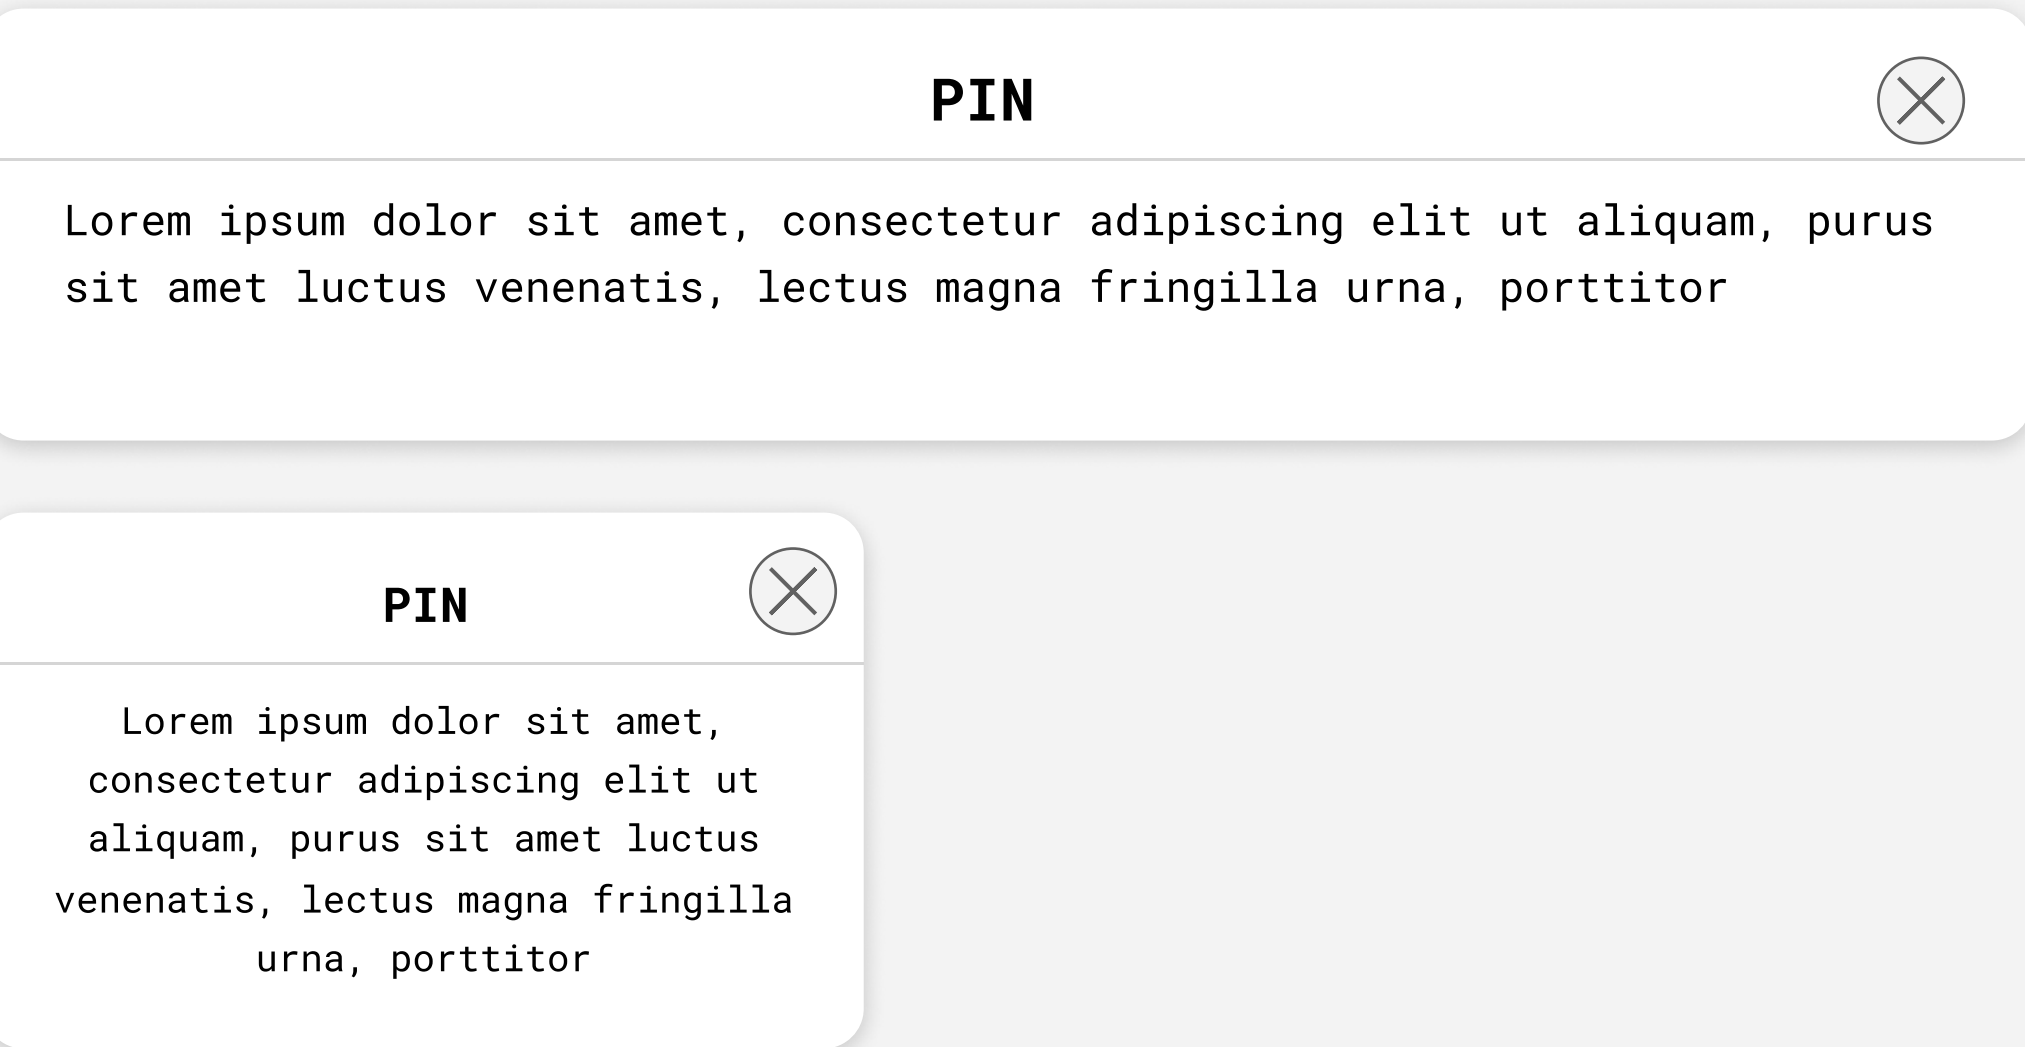 PIN
Lorem ipsum dolor sit amet, consectetur adipiscing elit ut aliquam, purus
sit amet luctus venenatis, lectus magna fringilla urna, porttitor
PIN
Lorem ipsum dolor sit amet,
consectetur adipiscing elit ut
aliquam, purus sit amet luctus
venenatis, lectus magna fringilla
urna, porttitor